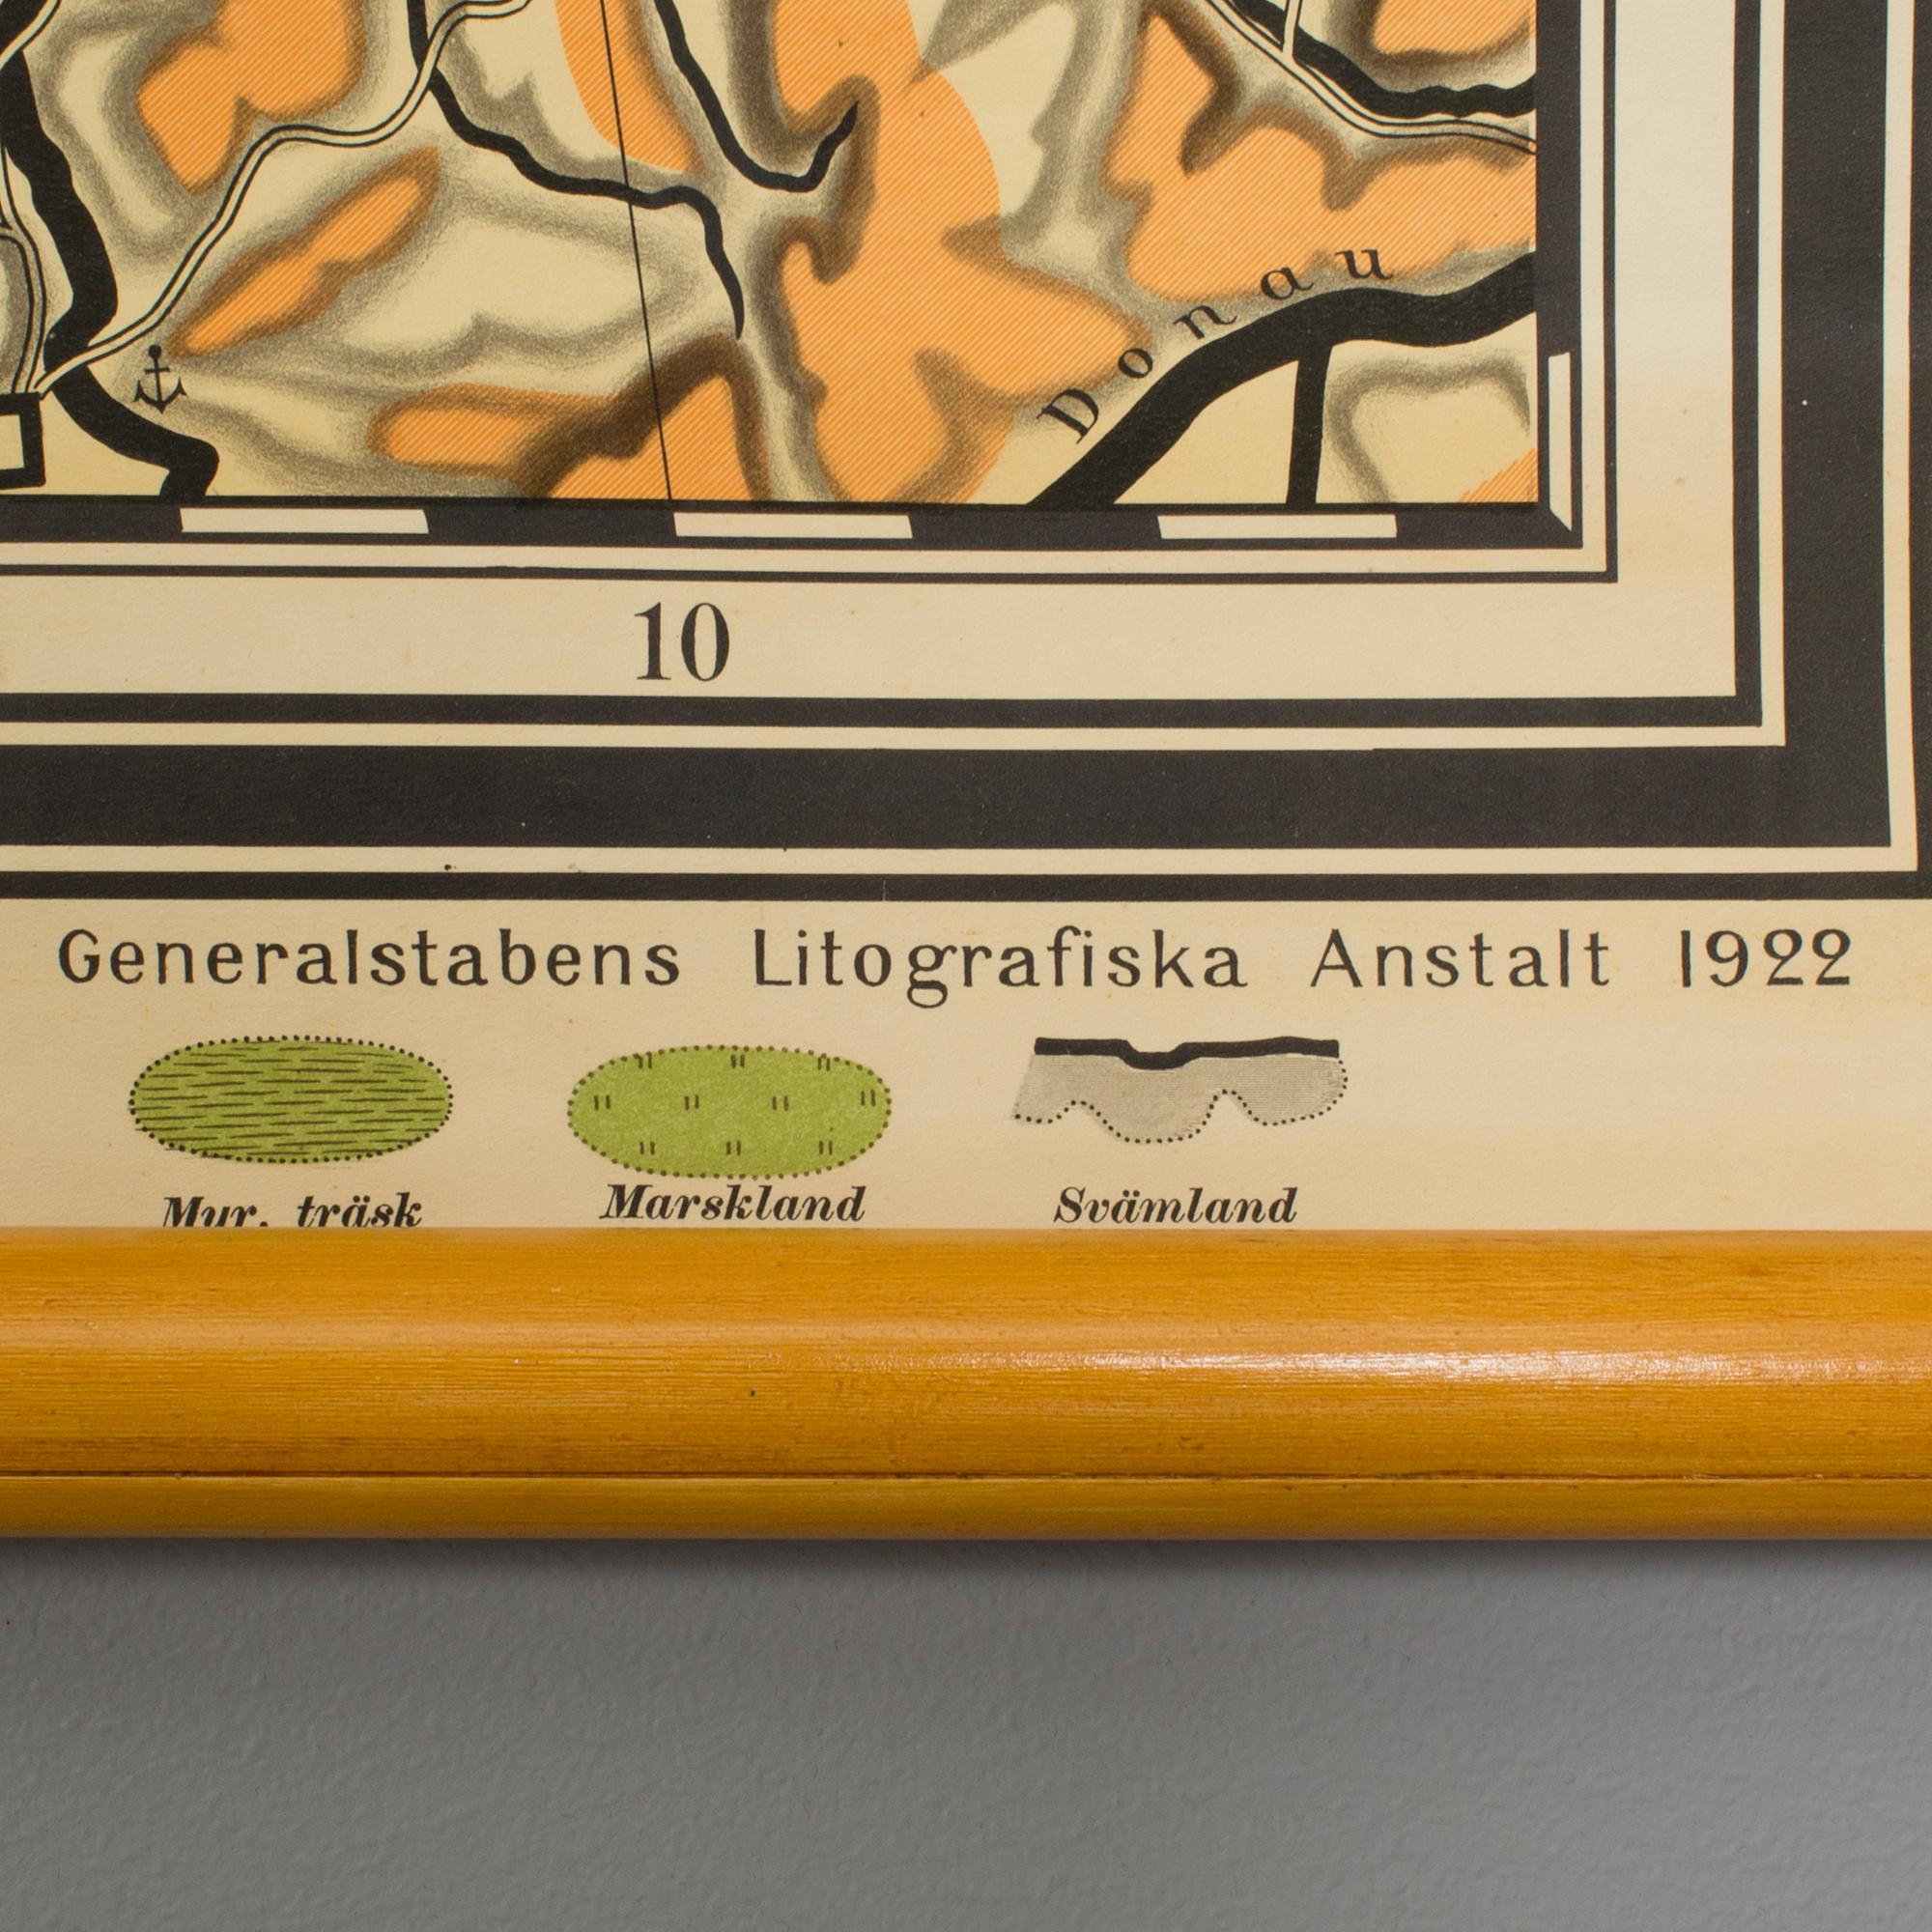 Donau
10
Generalstabens Litografiska Anstalt 1922
Myr, träsk Marskland Svämland